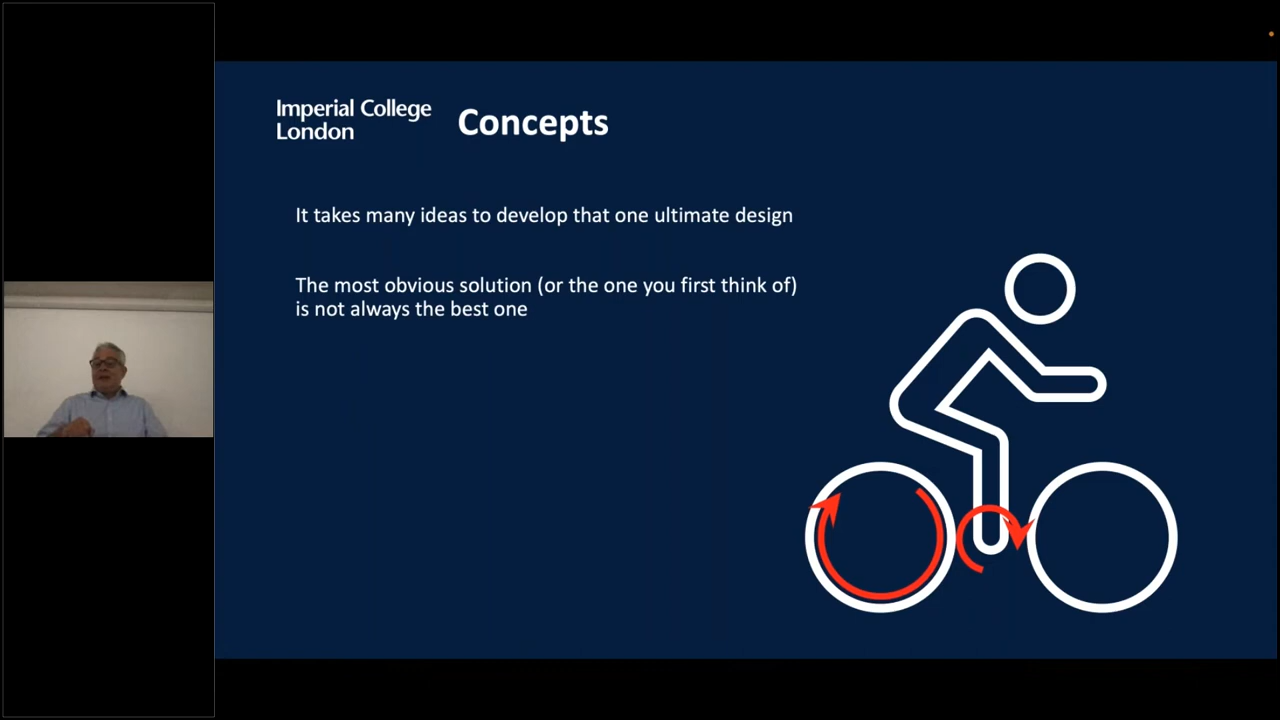 Imperial College
London
Concepts
It takes many ideas to develop that one ultimate design
The most obvious solution (or the one you first think of)
is not always the best one